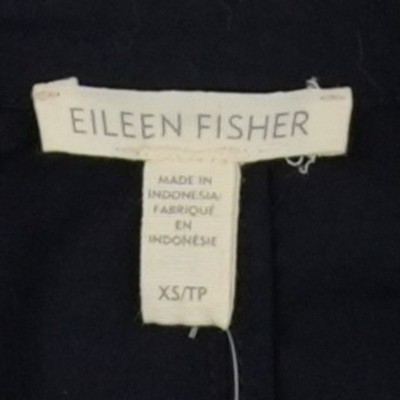 EILEEN FISHER
MADE IN
INDONESIA/
FABRIQUÉ
EN
INDONÉSIE
XS/TP